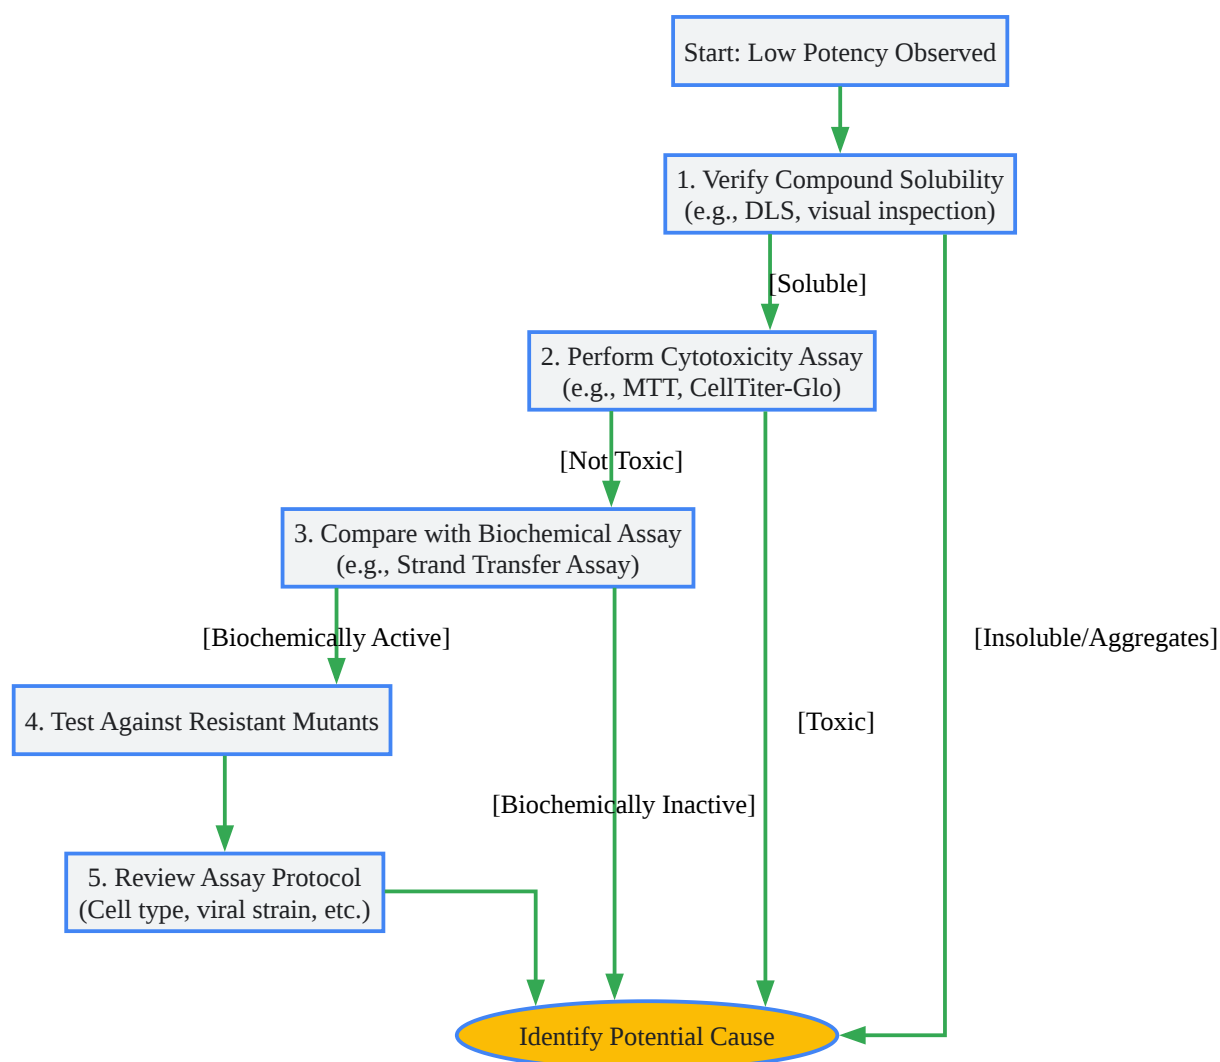 Start: Low Potency Observed
1. Verify Compound Solubility
(e.g., DLS, visual inspection)
[Soluble]
2. Perform Cytotoxicity Assay
(e.g., MTT, CellTiter-Glo)
[Not Toxic]
3. Compare with Biochemical Assay
(e.g., Strand Transfer Assay)
[Biochemically Active]
[Insoluble/Aggregates]
4. Test Against Resistant Mutants
[Toxic]
[Biochemically Inactive]
5. Review Assay Protocol
(Cell type, viral strain, etc.)
Identify Potential Cause